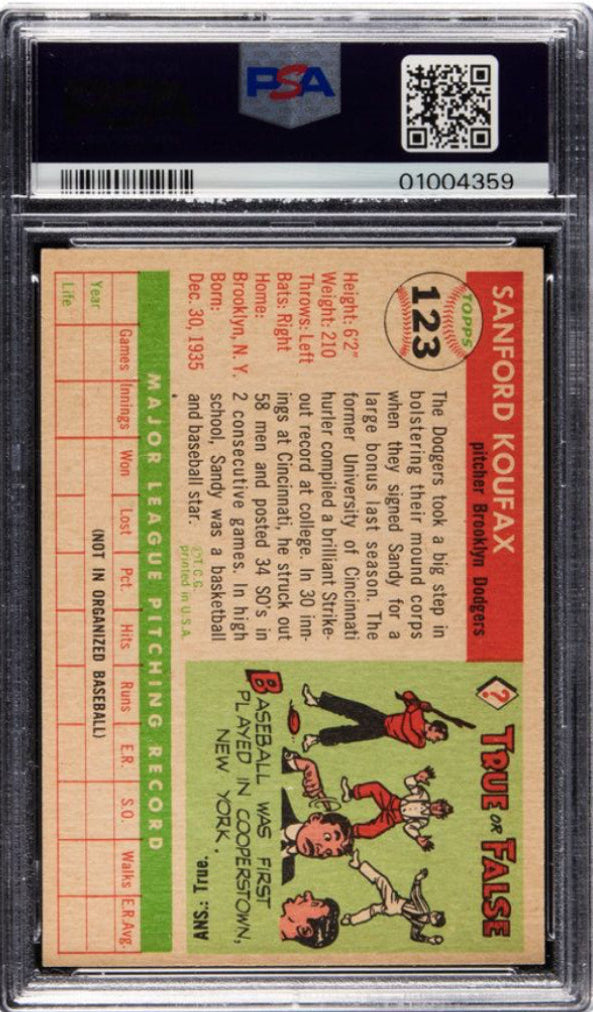 PSA
01004359
SANFORD KOUFAX
pitcher Brooklyn Dodgers
TOPPS
123
Height: 6'2"
Weight: 210
Throws: Left
Bats: Right
Home:
Brooklyn, N. Y.
Born:
Dec. 30, 1935
The Dodgers took a big step in
bolstering their mound corps
when they signed Sandy for a
large bonus last season. The
former University of Cincinnati
hurler compiled a brilliant Strike-
out record at college. In 30 inn-
ings at Cincinnati, he struck out
58 men and posted 34 SO's in
2 consecutive games. In high
school, Sandy was a basketball
and baseball star.
©T.C.G.
printed in U.S.A.
? TRUE OR FALSE
BASEBALL WAS FIRST
PLAYED IN COOPERSTOWN,
NEW YORK.
ANS.: True.
MAJOR LEAGUE PITCHING RECORD
Games Innings Won Lost Pct. Hits Runs E.R. S.O. Walks E.R.Avg.
Year
(NOT IN ORGANIZED BASEBALL)
Life